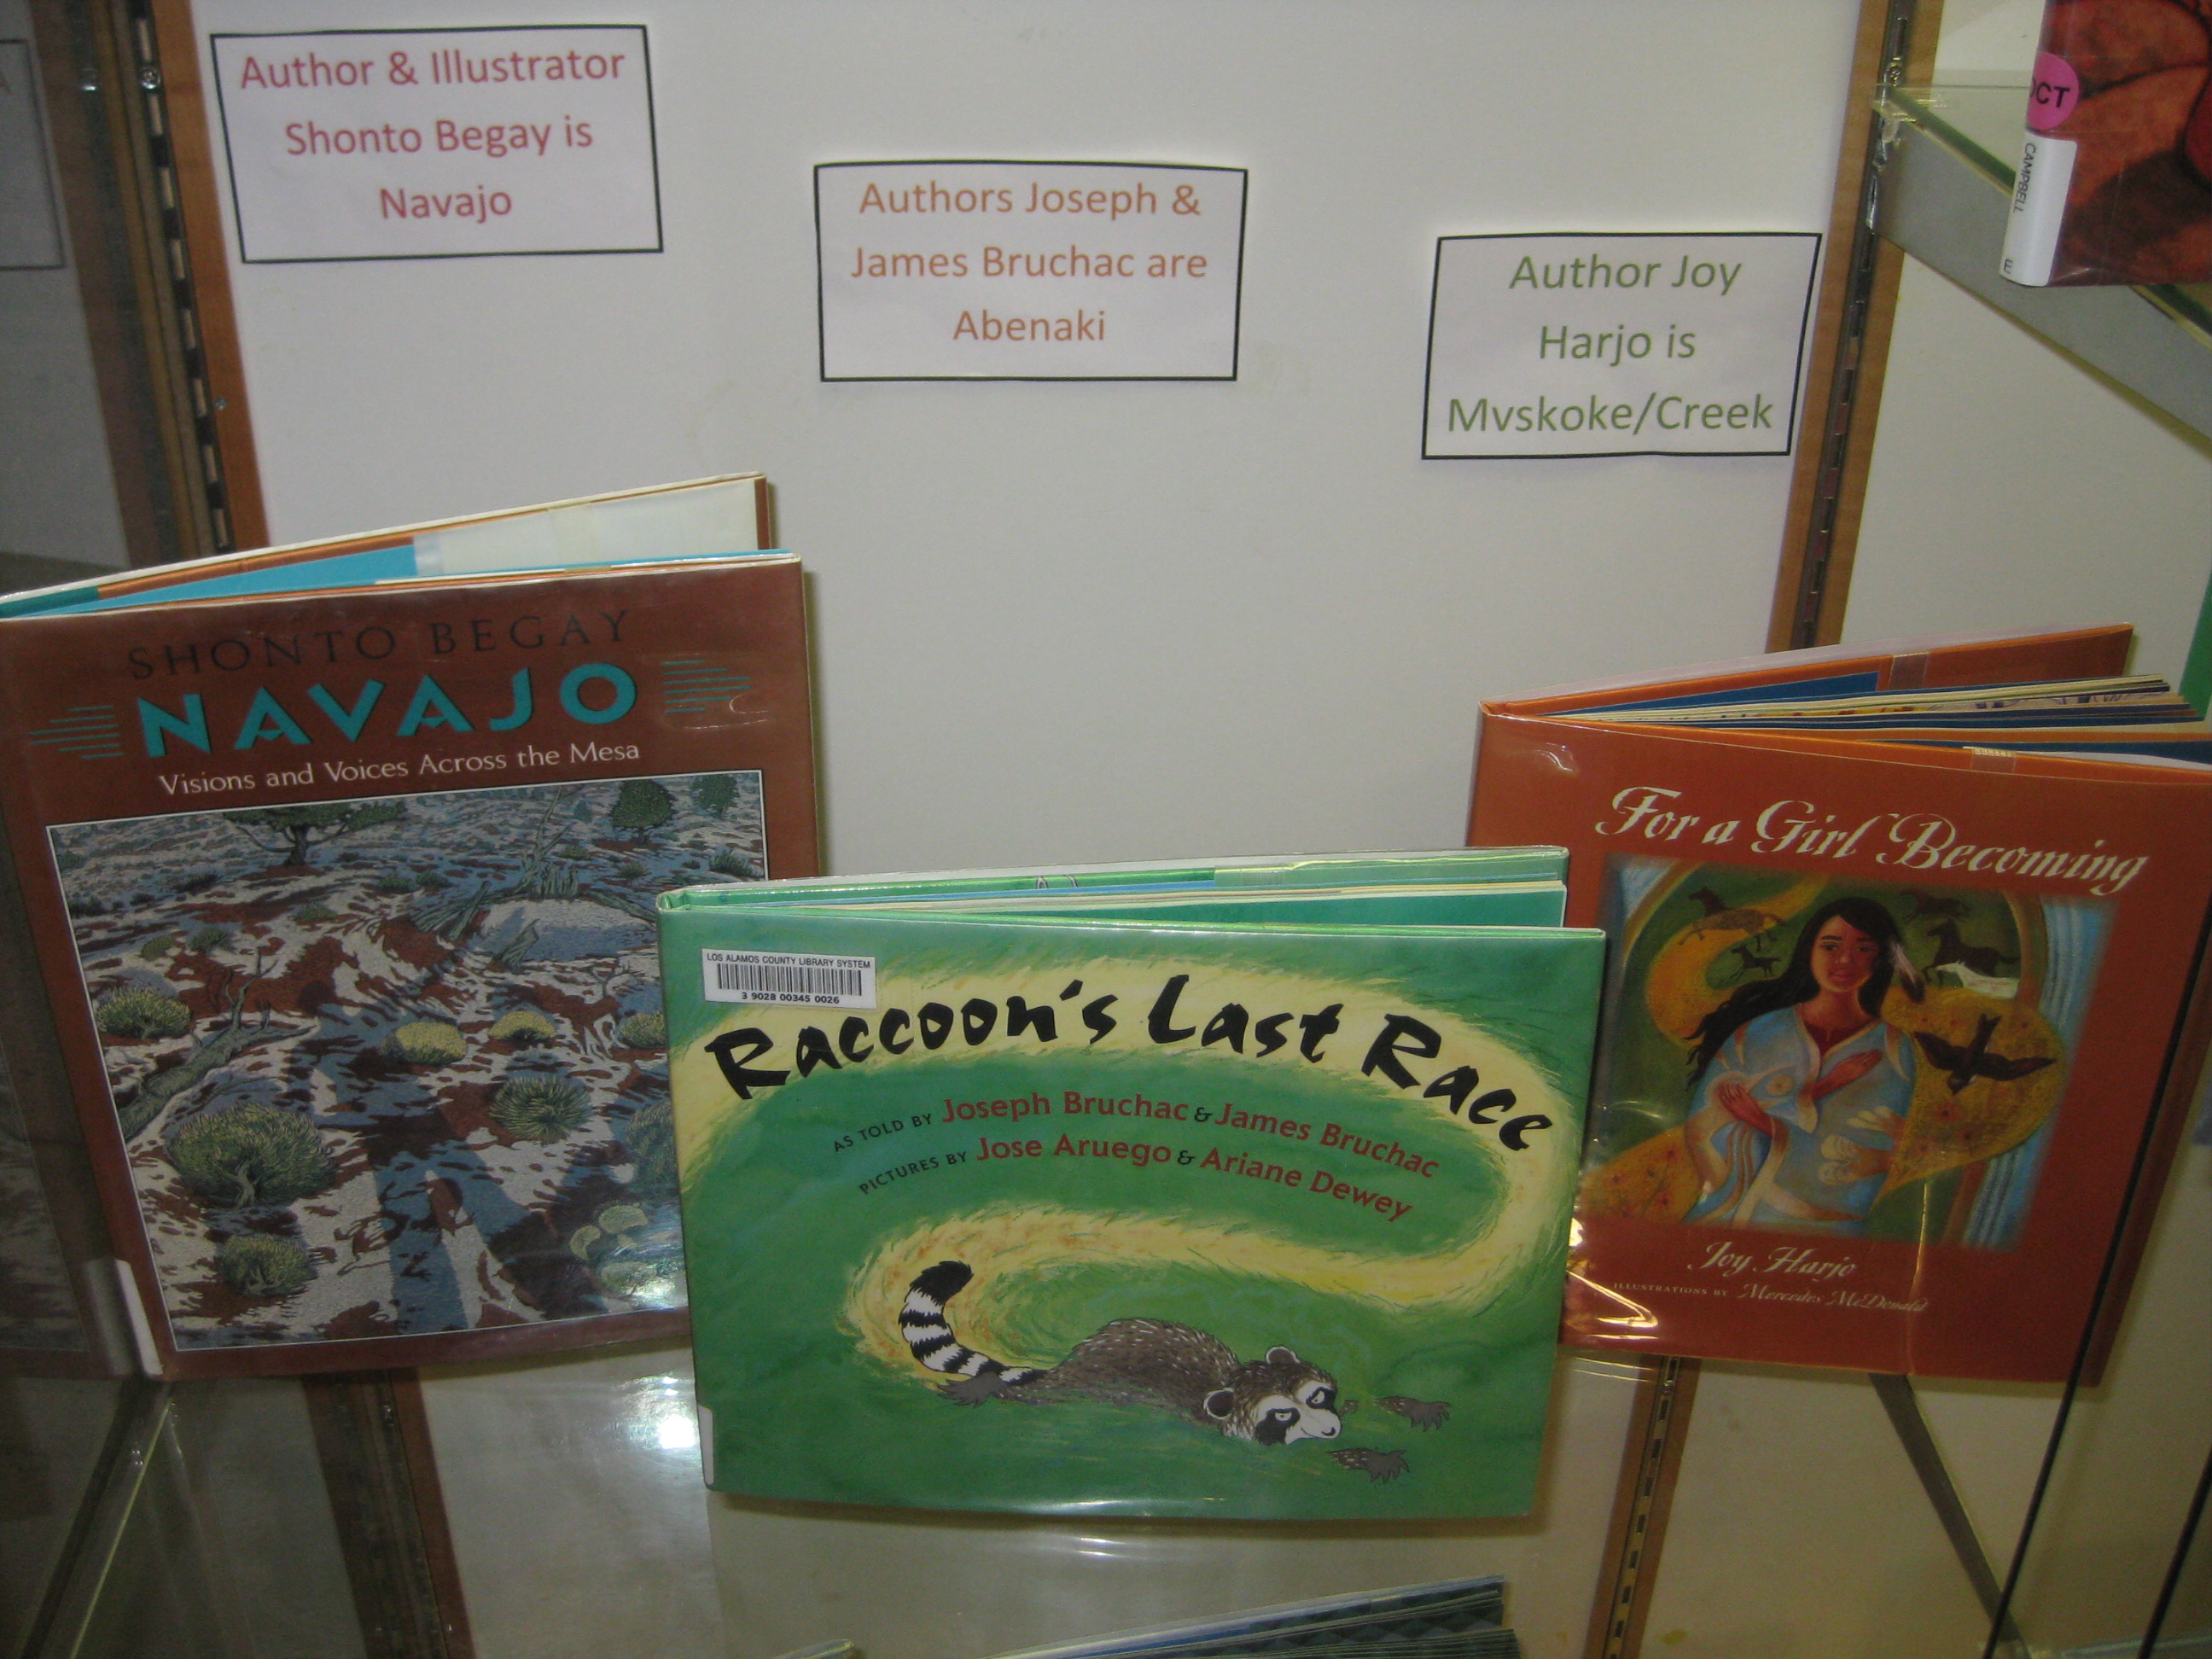 Author & Illustrator
Shonto Begay is
Navajo
Authors Joseph &
James Bruchac are
Abenaki
Author Joy
Harjo is
Mvskoke/Creek
CAMPBELL
E
SHONTO BEGAY
NAVAJO
Visions and Voices Across the Mesa
LOS ALAMOS COUNTY LIBRARY SYSTEM
3 9028 00345 0026
Raccoon's Last Race
AS TOLD BY Joseph Bruchac & James Bruchac
PICTURES BY Jose Aruego & Ariane Dewey
For a Girl Becoming
Joy Harjo
ILLUSTRATIONS BY Mercedes McDonald